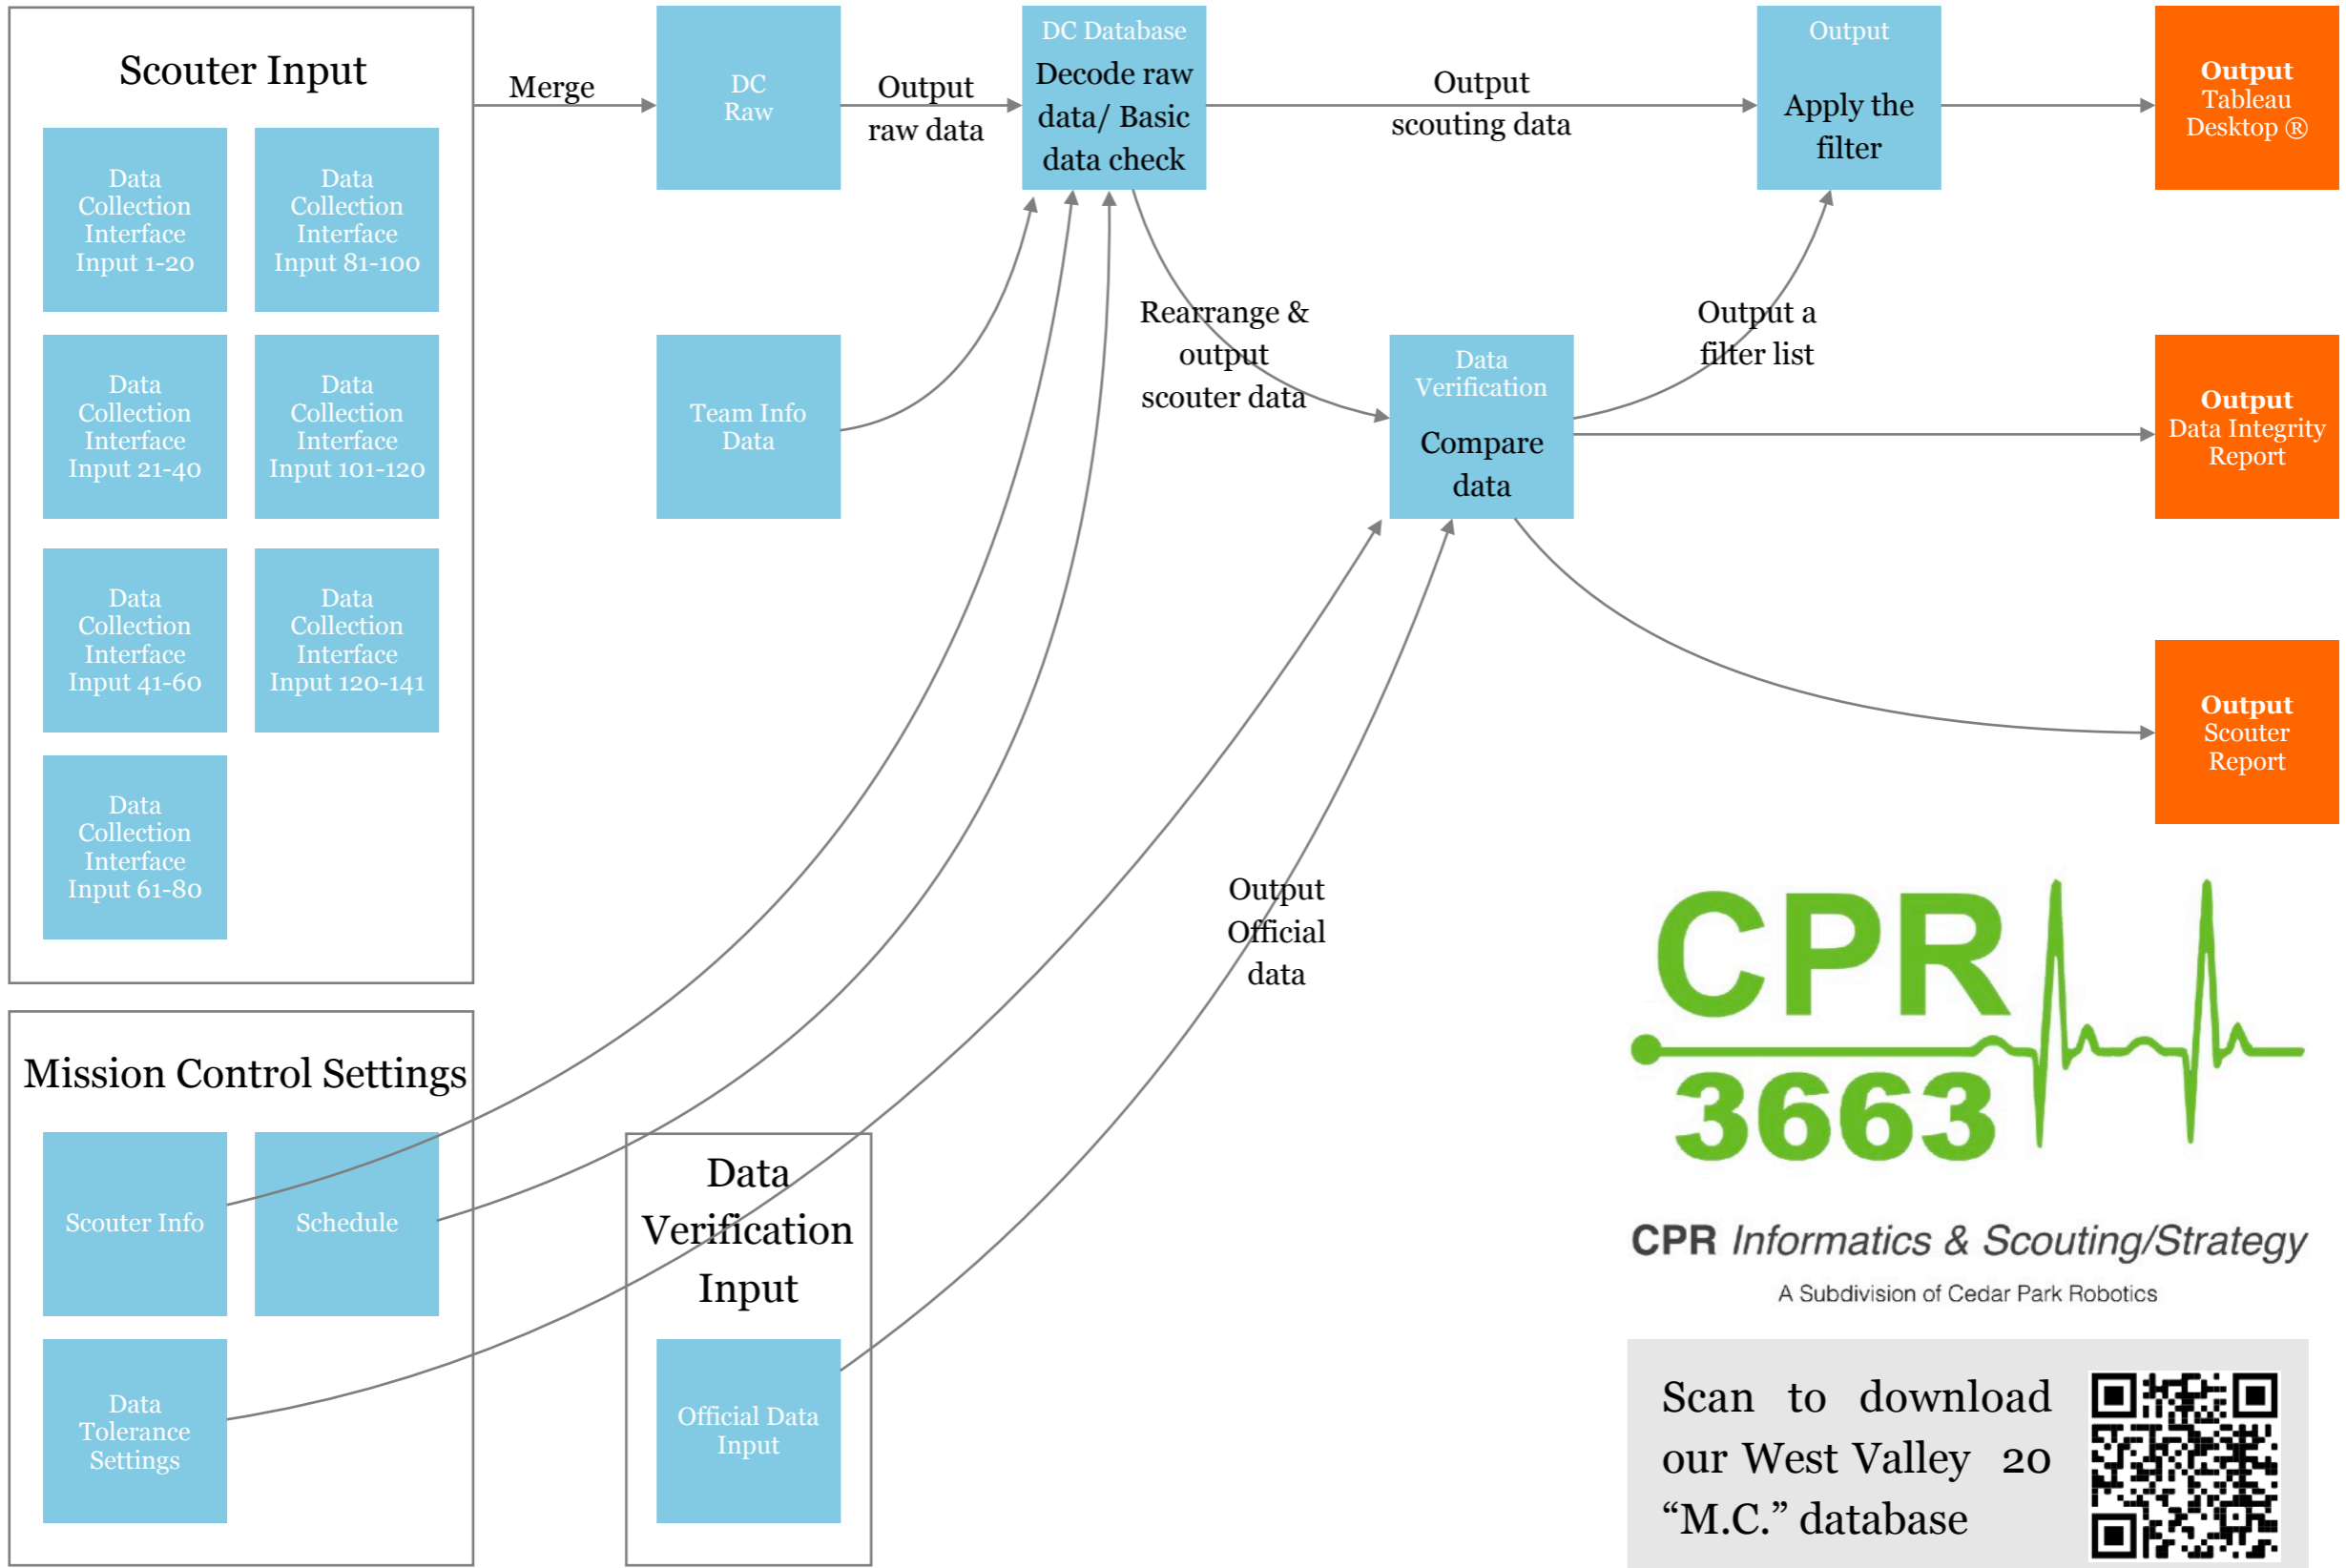 Scouter Input
Data
Collection
Interface
Input 1-20
Data
Collection
Interface
Input 81-100
Data
Collection
Interface
Input 21-40
Data
Collection
Interface
Input 101-120
Data
Collection
Interface
Input 41-60
Data
Collection
Interface
Input 120-141
Data
Collection
Interface
Input 61-80
Merge
DC
Raw
Output
raw data
DC Database
Decode raw
data/ Basic
data check
Output
scouting data
Output
Apply the
filter
Output
Tableau
Desktop ®
Team Info
Data
Rearrange &
output
scouter data
Data
Verification
Compare
data
Output a
filter list
Output
Data Integrity
Report
Output
Scouter
Report
Output
Official
data
Mission Control Settings
Scouter Info
Schedule
Data
Tolerance
Settings
Data
Verification
Input
Official Data
Input
CPR
3663
CPR Informatics & Scouting/Strategy
A Subdivision of Cedar Park Robotics
Scan to download
our West Valley 20
“M.C.” database